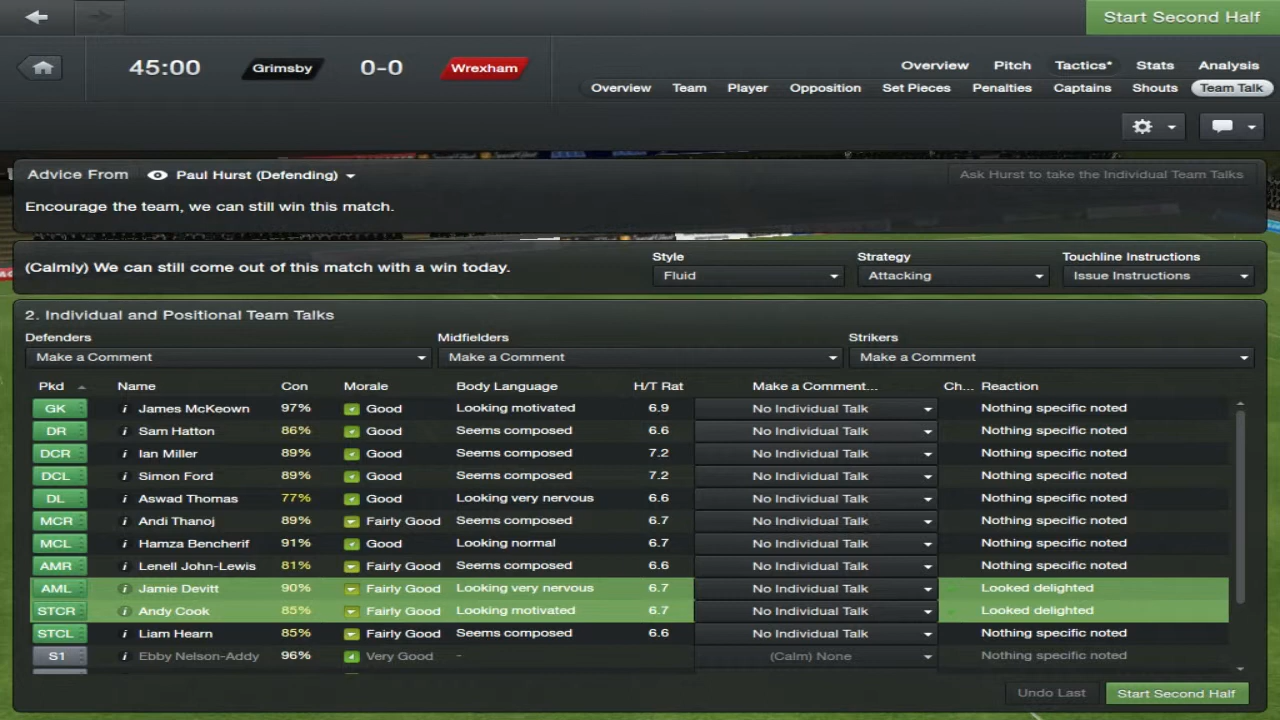 Start Second Half
45:00 Grimsby 0-0 Wrexham
Overview Pitch Tactics* Stats Analysis
Overview Team Player Opposition Set Pieces Penalties Captains Shouts Team Talk
Advice From Paul Hurst (Defending) Ask Hurst to take the Individual Team Talks
Encourage the team, we can still win this match.
Style Strategy Touchline Instructions
(Calmly) We can still come out of this match with a win today. Fluid Attacking Issue Instructions
2. Individual and Positional Team Talks
Defenders Midfielders Strikers
Make a Comment Make a Comment Make a Comment
Pkd Name Con Morale Body Language H/T Rat Make a Comment... Ch... Reaction
GK i James McKeown 97% Good Looking motivated 6.9 No Individual Talk Nothing specific noted
DR i Sam Hatton 86% Good Seems composed 6.6 No Individual Talk Nothing specific noted
DCR i Ian Miller 89% Good Seems composed 7.2 No Individual Talk Nothing specific noted
DCL i Simon Ford 89% Good Seems composed 7.2 No Individual Talk Nothing specific noted
DL i Aswad Thomas 77% Good Looking very nervous 6.6 No Individual Talk Nothing specific noted
MCR i Andi Thanoj 89% Fairly Good Seems composed 6.7 No Individual Talk Nothing specific noted
MCL i Hamza Bencherif 91% Good Looking normal 6.7 No Individual Talk Nothing specific noted
AMR i Lenell John-Lewis 81% Fairly Good Seems composed 6.6 No Individual Talk Nothing specific noted
AML i Jamie Devitt 90% Fairly Good Looking very nervous 6.7 No Individual Talk Looked delighted
STCR i Andy Cook 85% Fairly Good Looking motivated 6.7 No Individual Talk Looked delighted
STCL i Liam Hearn 85% Fairly Good Seems composed 6.6 No Individual Talk Nothing specific noted
S1 i Ebby Nelson-Addy 96% Very Good - (Calm) None Nothing specific noted
Undo Last Start Second Half